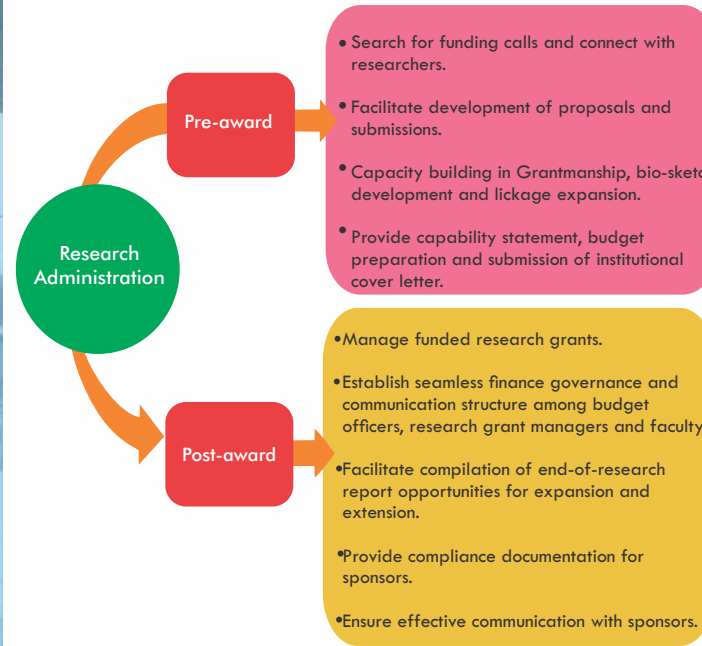 Research
Administration
Pre-award
• Search for funding calls and connect with
researchers.
• Facilitate development of proposals and
submissions.
• Capacity building in Grantmanship, bio-sketc
development and lickage expansion.
• Provide capability statement, budget
preparation and submission of institutional
cover letter.
Post-award
•Manage funded research grants.
•Establish seamless finance governance and
communication structure among budget
officers, research grant managers and faculty
•Facilitate compilation of end-of-research
report opportunities for expansion and
extension.
•Provide compliance documentation for
sponsors.
•Ensure effective communication with sponsors.